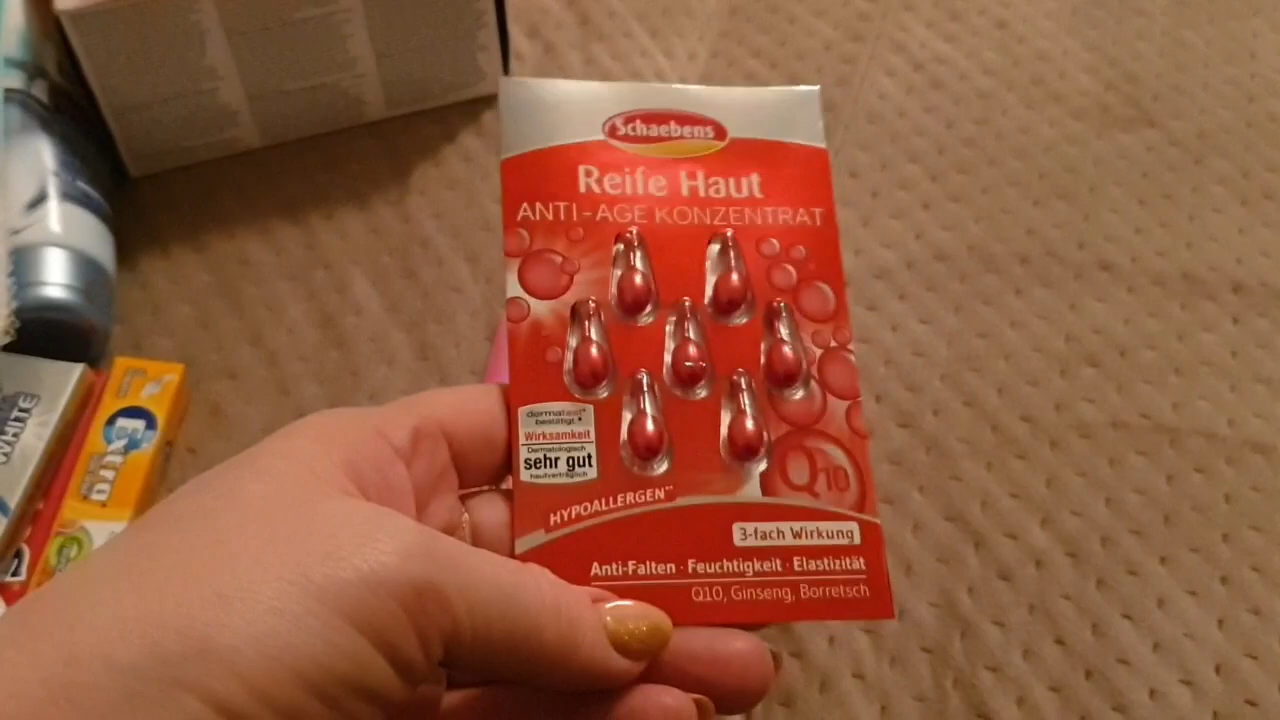 Schaebens
Reife Haut
ANTI-AGE KONZENTRAT
dermatest®
bestätigt
Wirksamkeit
Dermatologisch
sehr gut
hautverträglich
Q10
HYPOALLERGEN**
3-fach Wirkung
Anti-Falten · Feuchtigkeit · Elastizität
Q10, Ginseng, Borretsch
WHITE
Extra